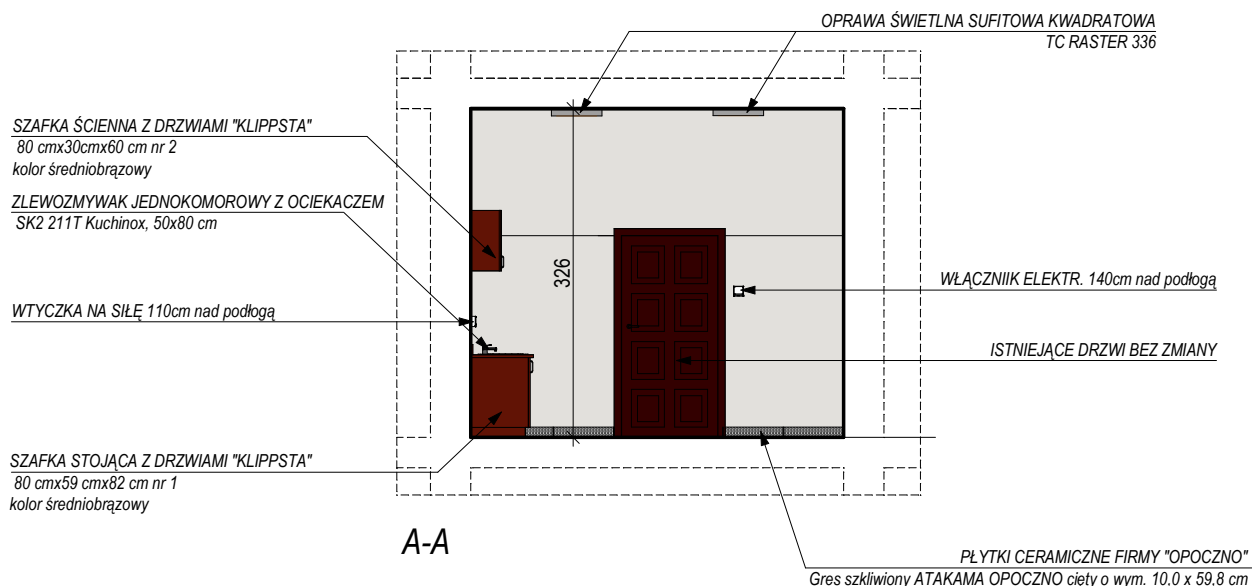 OPRAWA ŚWIETLNA SUFITOWA KWADRATOWA
TC RASTER 336
SZAFKA ŚCIENNA Z DRZWIAMI "KLIPPSTA"
80 cmx30cmx60 cm nr 2
kolor średniobrązowy
ZLEWOZMYWAK JEDNOKOMOROWY Z OCIEKACZEM
SK2 211T Kuchinox, 50x80 cm
WTYCZKA NA SIŁĘ 110cm nad podłogą
SZAFKA STOJĄCA Z DRZWIAMI "KLIPPSTA"
80 cmx59 cmx82 cm nr 1
kolor średniobrązowy
326
WŁĄCZNIK ELEKTR. 140cm nad podłogą
ISTNIEJĄCE DRZWI BEZ ZMIANY
A-A
PŁYTKI CERAMICZNE FIRMY "OPOCZNO"
Gres szkliwiony ATAKAMA OPOCZNO cięty o wym. 10,0 x 59,8 cm